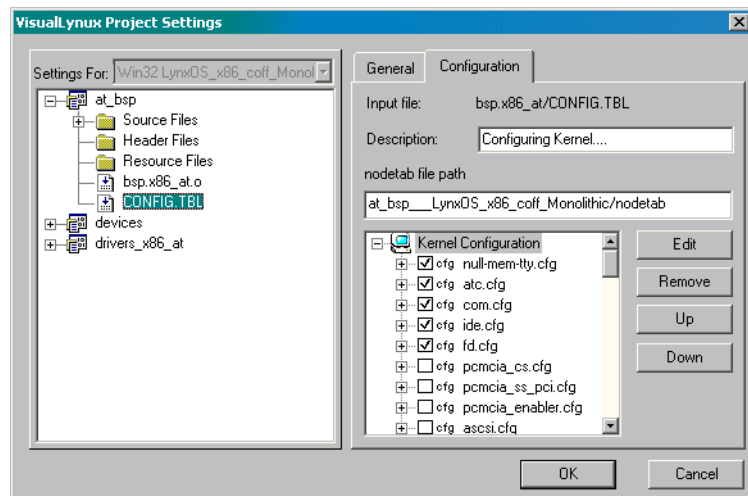 VisualLynux Project Settings
Settings For: Win32 LynxOS_x86_coff_Monol
at_bsp
Source Files
Header Files
Resource Files
bsp.x86_at.o
CONFIG.TBL
devices
drivers_x86_at
General
Configuration
Input file: bsp.x86_at/CONFIG.TBL
Description: Configuring Kernel....
nodetab file path
at_bsp___LynxOS_x86_coff_Monolithic/nodetab
Kernel Configuration
cfg null-mem-tty.cfg
cfg atc.cfg
cfg com.cfg
cfg ide.cfg
cfg fd.cfg
cfg pcmcia_cs.cfg
cfg pcmcia_ss_pci.cfg
cfg pcmcia_enabler.cfg
cfg ascsi.cfg
Edit
Remove
Up
Down
OK
Cancel